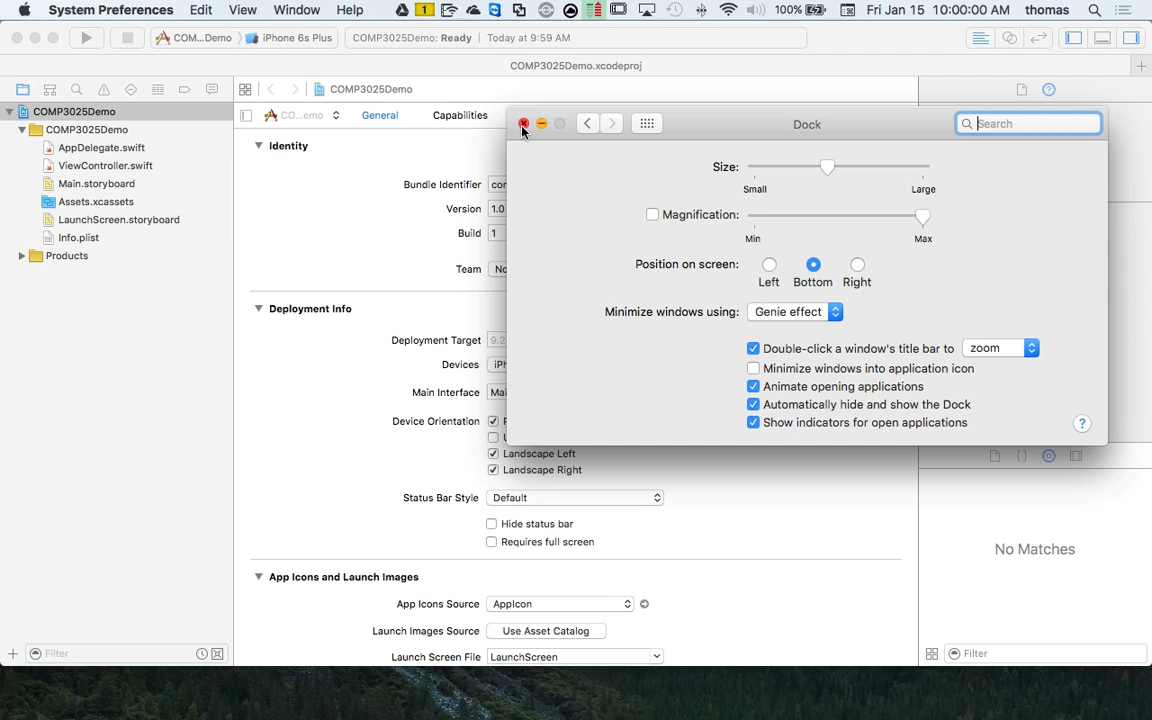 System Preferences Edit View Window Help 1 100% Fri Jan 15 10:00:00 AM thomas
COM...Demo iPhone 6s Plus COMP3025Demo: Ready Today at 9:59 AM
COMP3025Demo.xcodeproj
COMP3025Demo
CO...emo General Capabilities
Dock
Search
COMP3025Demo
COMP3025Demo
AppDelegate.swift
ViewController.swift
Main.storyboard
Assets.xcassets
LaunchScreen.storyboard
Info.plist
Products
Identity
Bundle Identifier
Version 1.0
Build 1
Team
Deployment Info
Deployment Target 9.2
Devices
Main Interface
Device Orientation
Landscape Left
Landscape Right
Status Bar Style Default
Hide status bar
Requires full screen
App Icons and Launch Images
App Icons Source AppIcon
Launch Images Source Use Asset Catalog
Launch Screen File LaunchScreen
Size:
Small Large
Magnification:
Min Max
Position on screen:
Left Bottom Right
Minimize windows using: Genie effect
Double-click a window's title bar to zoom
Minimize windows into application icon
Animate opening applications
Automatically hide and show the Dock
Show indicators for open applications
?
No Matches
Filter
Filter